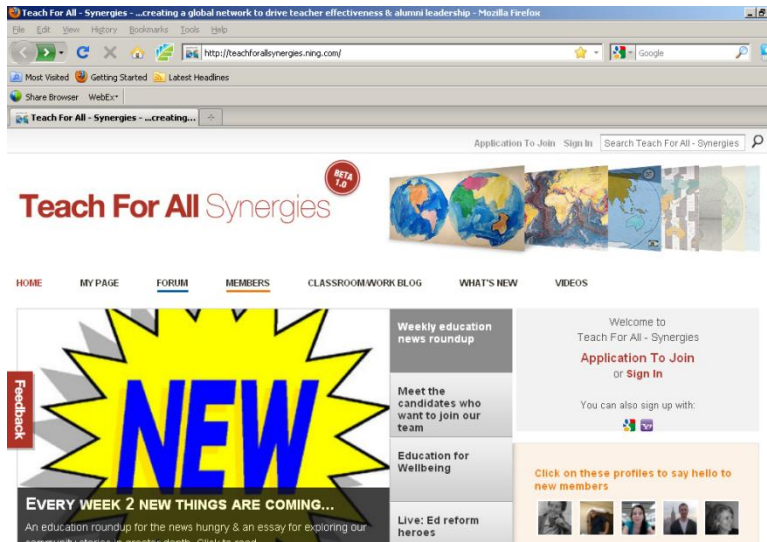 Teach For All - Synergies - ...creating a global network to drive teacher effectiveness & alumni leadership - Mozilla Firefox
File Edit View History Bookmarks Tools Help
http://teachforallsynergies.ning.com/
Google
Most Visited Getting Started Latest Headlines
Share Browser WebEx
Teach For All - Synergies - ...creating...
Application To Join Sign In Search Teach For All - Synergies
BETA
1.0
Teach For All Synergies
HOME MY PAGE FORUM MEMBERS CLASSROOM/WORK BLOG WHAT'S NEW VIDEOS
Feedback
NEW
EVERY WEEK 2 NEW THINGS ARE COMING...
An education roundup for the news hungry & an essay for exploring our
Weekly education
news roundup
Meet the
candidates who
want to join our
team
Education for
Wellbeing
Live: Ed reform
heroes
Welcome to
Teach For All - Synergies
Application To Join
or Sign In
You can also sign up with:
Click on these profiles to say hello to
new members